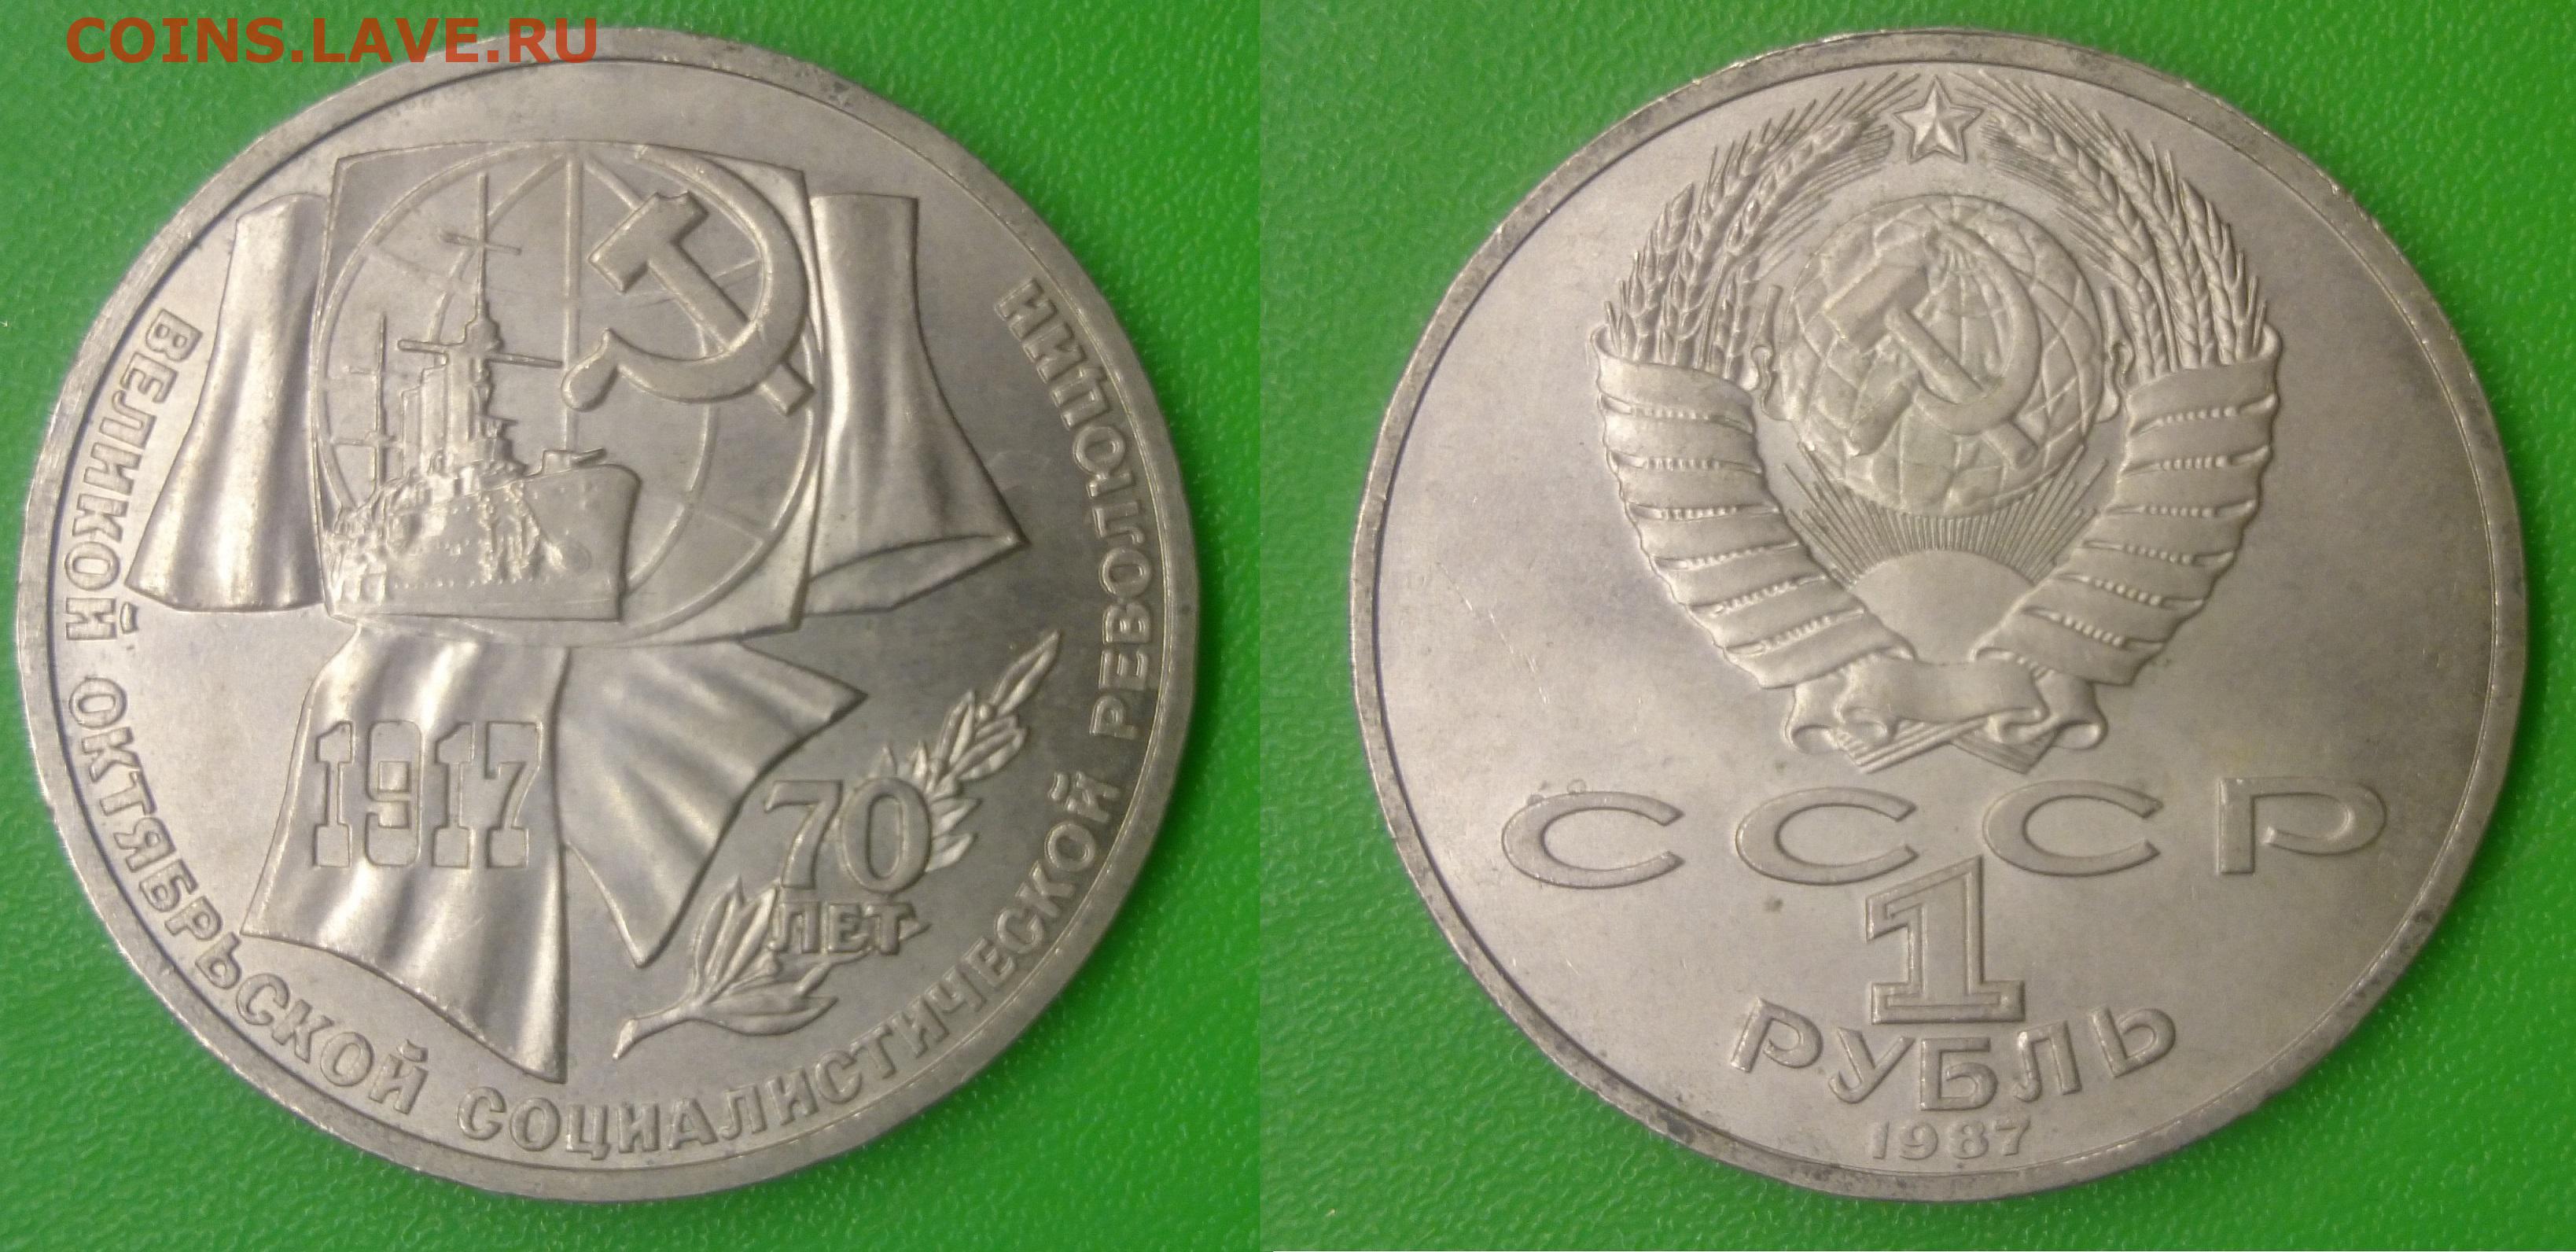 COINS.LAVE.RU
1917
70
ЛЕТ
ВЕЛИКОЙ ОКТЯБРЬСКОЙ СОЦИАЛИСТИЧЕСКОЙ РЕВОЛЮЦИИ
СССР
1
РУБЛЬ
1987